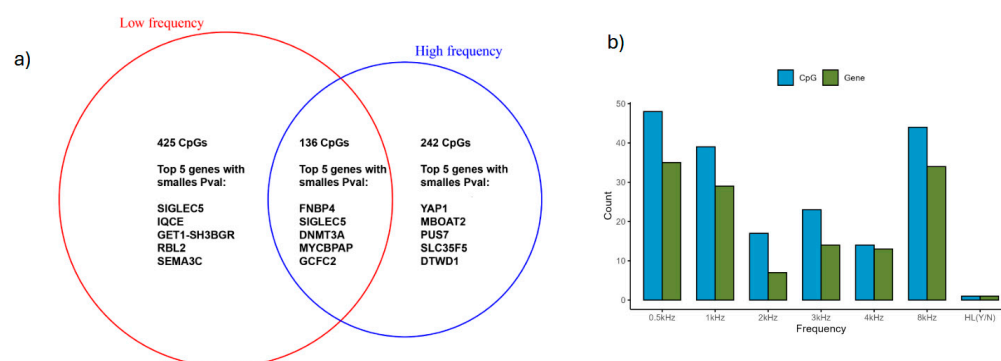 a)
Low frequency
High frequency
425 CpGs
Top 5 genes with
smalles Pval:
SIGLEC5
IQCE
GET1-SH3BGR
RBL2
SEMA3C
136 CpGs
Top 5 genes with
smalles Pval:
FNBP4
SIGLEC5
DNMT3A
MYCBPAP
GCFC2
242 CpGs
Top 5 genes with
smalles Pval:
YAP1
MBOAT2
PUS7
SLC35F5
DTWD1
b)
CpG Gene
Count
50
40
30
20
10
0
0.5kHz 1kHz 2kHz 3kHz 4kHz 8kHz HL(Y/N)
Frequency